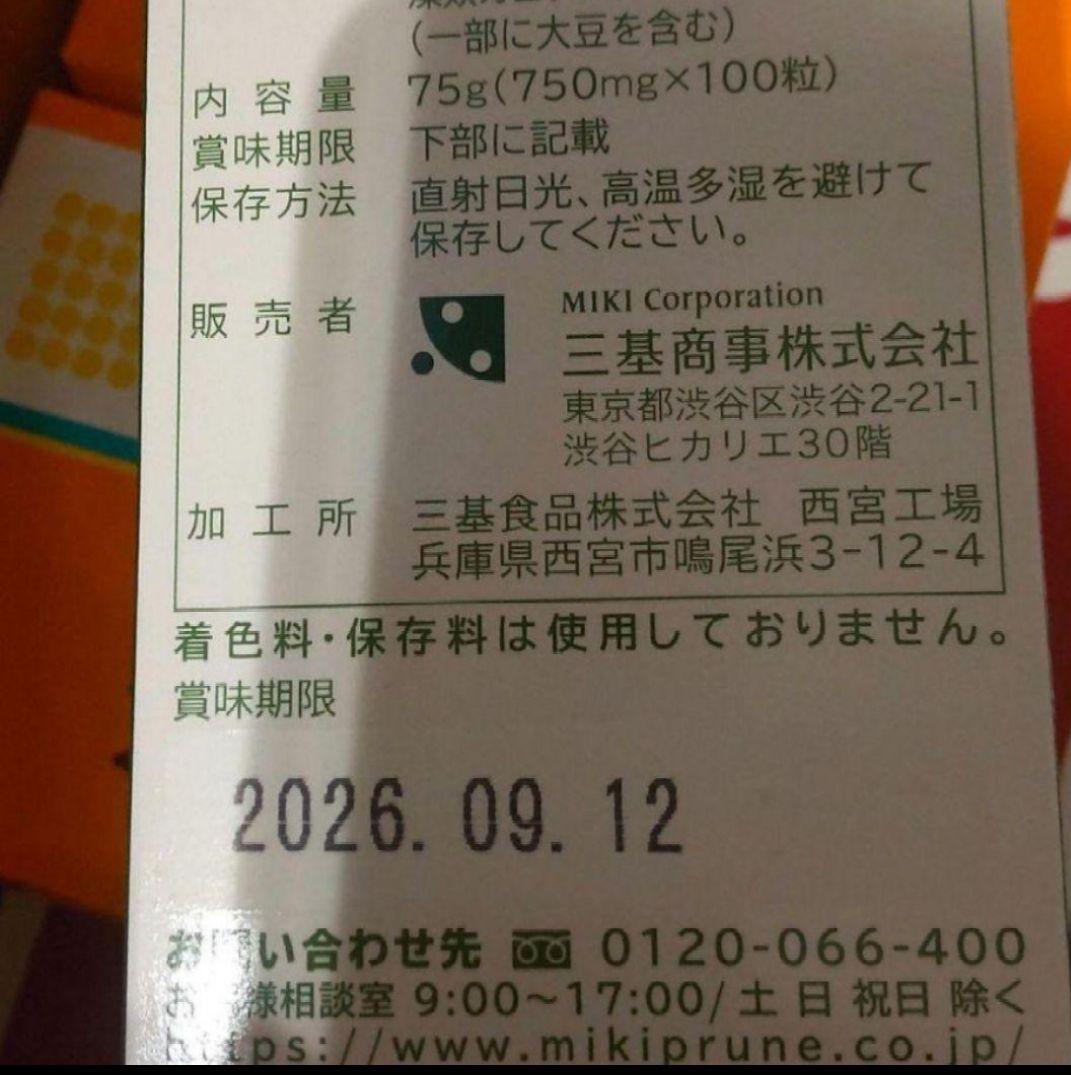 (一部に大豆を含む)
内容量 75g(750mg×100粒)
賞味期限 下部に記載
保存方法 直射日光、高温多湿を避けて
保存してください。
販売者 MIKI Corporation
三基商事株式会社
東京都渋谷区渋谷2-21-1
渋谷ヒカリエ30階
加工所 三基食品株式会社 西宮工場
兵庫県西宮市鳴尾浜3-12-4
着色料・保存料は使用しておりません。
賞味期限
2026.09.12
お問い合わせ先 0120-066-400
お客様相談室 9:00~17:00/土日祝日除く
https://www.mikiprune.co.jp/